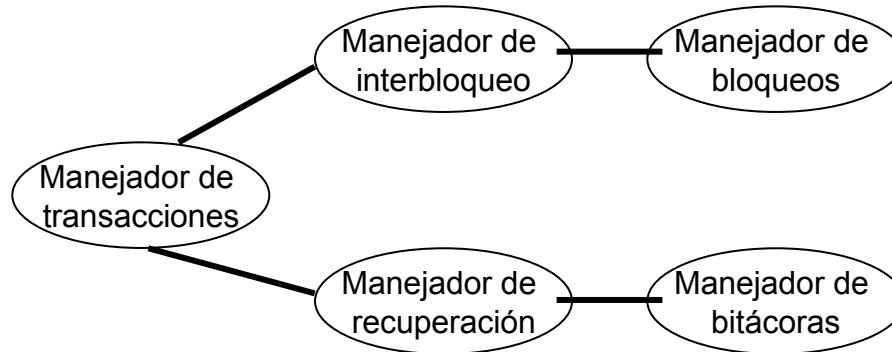 Manejador de
interbloqueo
Manejador de
bloqueos
Manejador de
transacciones
Manejador de
recuperación
Manejador de
bitácoras